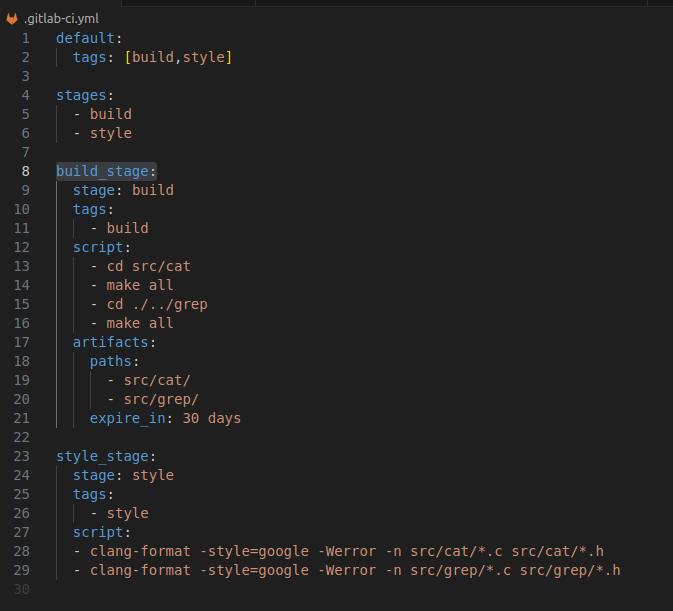 .gitlab-ci.yml
1 default:
2   tags: [build,style]
3
4 stages:
5   - build
6   - style
7
8 build_stage:
9   stage: build
10   tags:
11     - build
12   script:
13     - cd src/cat
14     - make all
15     - cd ./../grep
16     - make all
17   artifacts:
18     paths:
19       - src/cat/
20       - src/grep/
21     expire_in: 30 days
22
23 style_stage:
24   stage: style
25   tags:
26     - style
27   script:
28   - clang-format -style=google -Werror -n src/cat/*.c src/cat/*.h
29   - clang-format -style=google -Werror -n src/grep/*.c src/grep/*.h
30